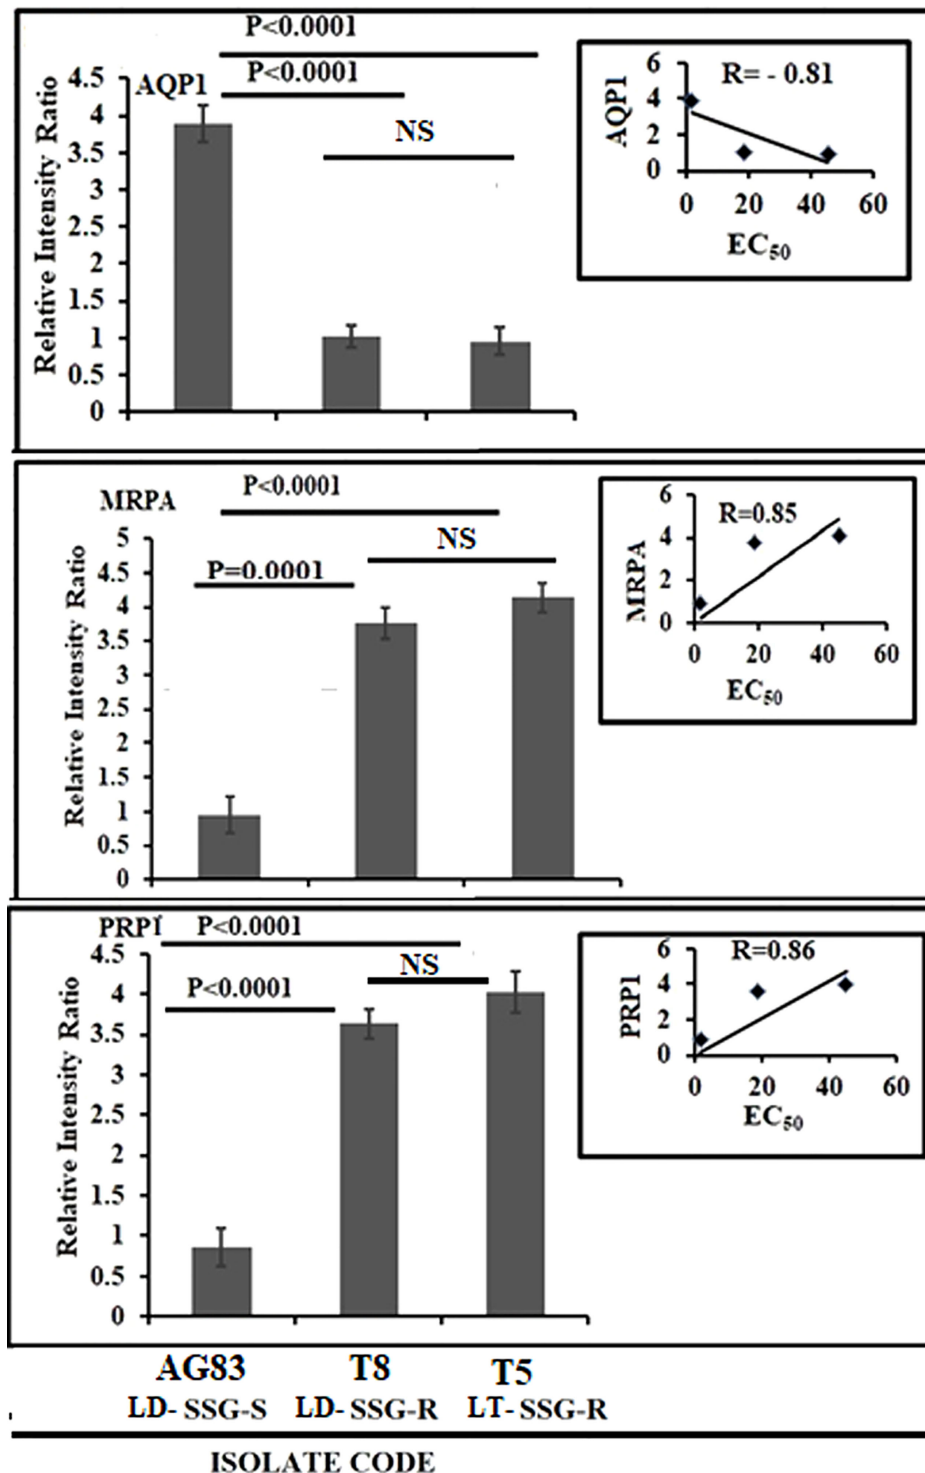 P<0.0001
P<0.0001
AQP1
NS
Relative Intensity Ratio
4.5
4
3.5
3
2.5
2
1.5
1
0.5
0
R= - 0.81
AQP1
6
4
2
0
0 20 40 60
EC50
P<0.0001
MRPA
NS
P=0.0001
Relative Intensity Ratio
5
4.5
4
3.5
3
2.5
2
1.5
1
0.5
0
R=0.85
MRPA
6
4
2
0
0 20 40 60
EC50
PRP1 P<0.0001
NS
P<0.0001
Relative Intensity Ratio
4.5
4
3.5
3
2.5
2
1.5
1
0.5
0
R=0.86
PRP1
6
4
2
0
0 20 40 60
EC50
AG83 T8 T5
LD- SSG-S LD- SSG-R LT- SSG-R
ISOLATE CODE